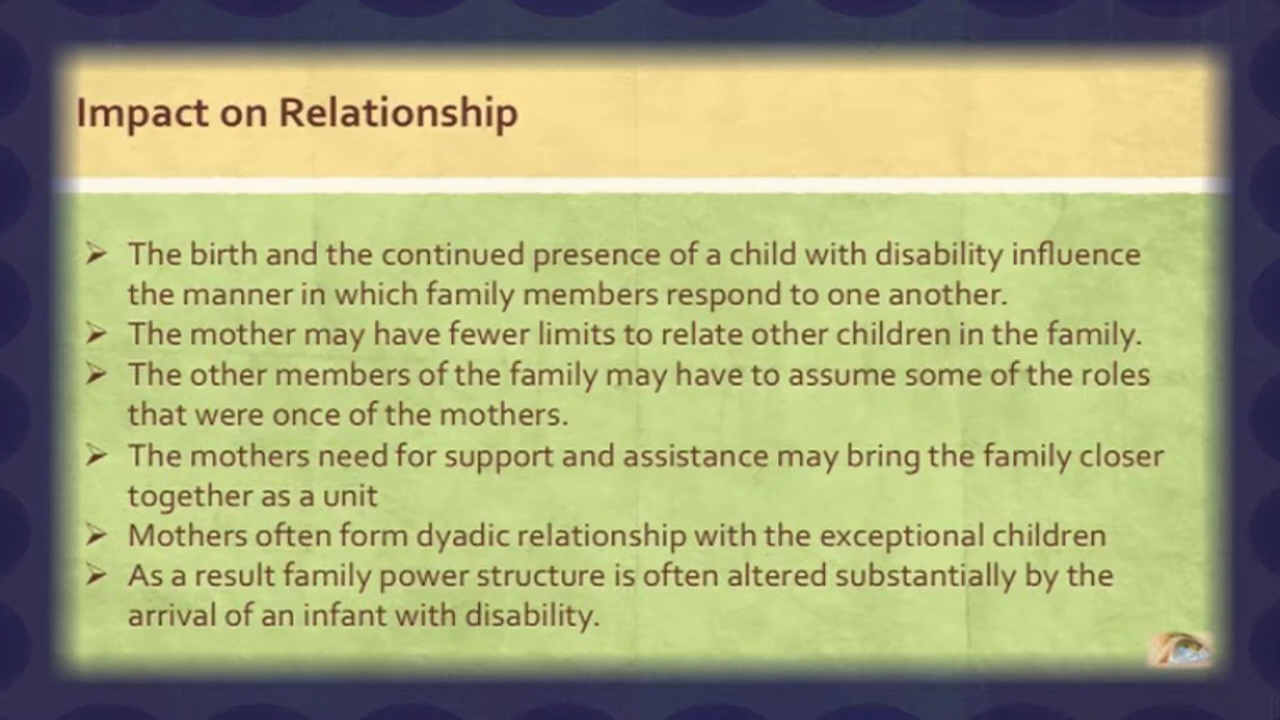 Impact on Relationship
➢ The birth and the continued presence of a child with disability influence
the manner in which family members respond to one another.
➢ The mother may have fewer limits to relate other children in the family.
➢ The other members of the family may have to assume some of the roles
that were once of the mothers.
➢ The mothers need for support and assistance may bring the family closer
together as a unit
➢ Mothers often form dyadic relationship with the exceptional children
➢ As a result family power structure is often altered substantially by the
arrival of an infant with disability.